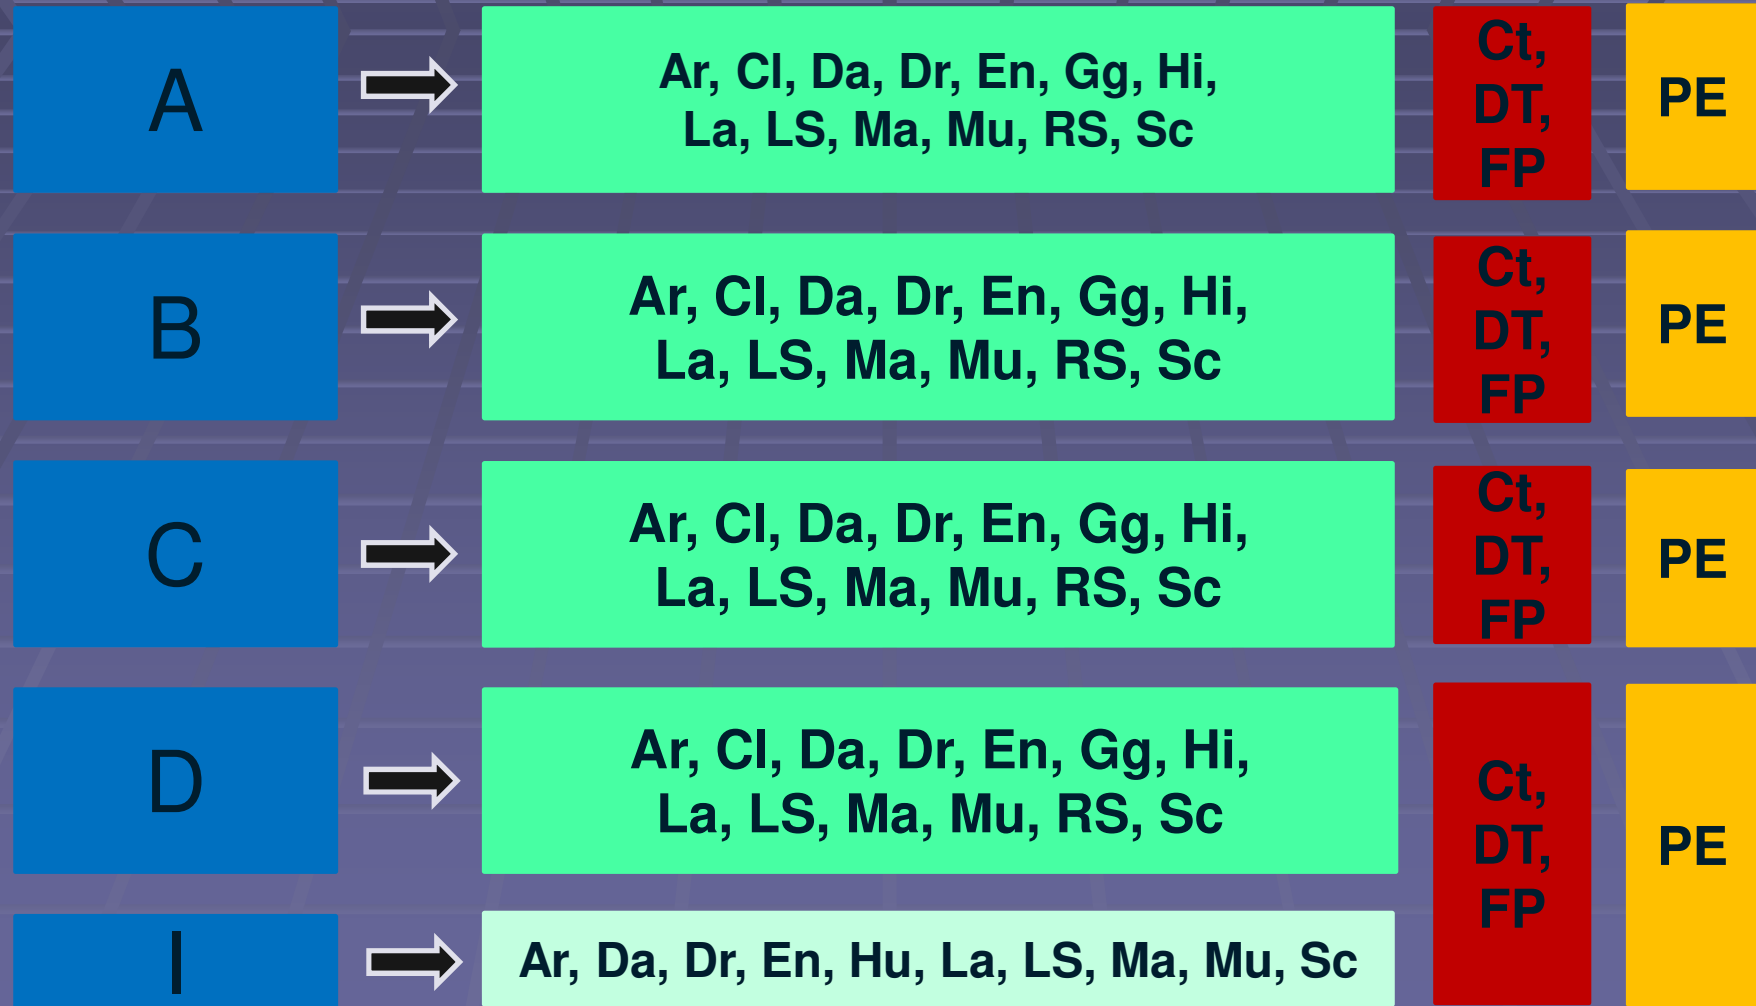 A
Ar, Cl, Da, Dr, En, Gg, Hi,
La, LS, Ma, Mu, RS, Sc
Ct,
DT,
FP
PE
B
Ar, Cl, Da, Dr, En, Gg, Hi,
La, LS, Ma, Mu, RS, Sc
Ct,
DT,
FP
PE
C
Ar, Cl, Da, Dr, En, Gg, Hi,
La, LS, Ma, Mu, RS, Sc
Ct,
DT,
FP
PE
D
Ar, Cl, Da, Dr, En, Gg, Hi,
La, LS, Ma, Mu, RS, Sc
Ct,
DT,
FP
PE
I
Ar, Da, Dr, En, Hu, La, LS, Ma, Mu, Sc